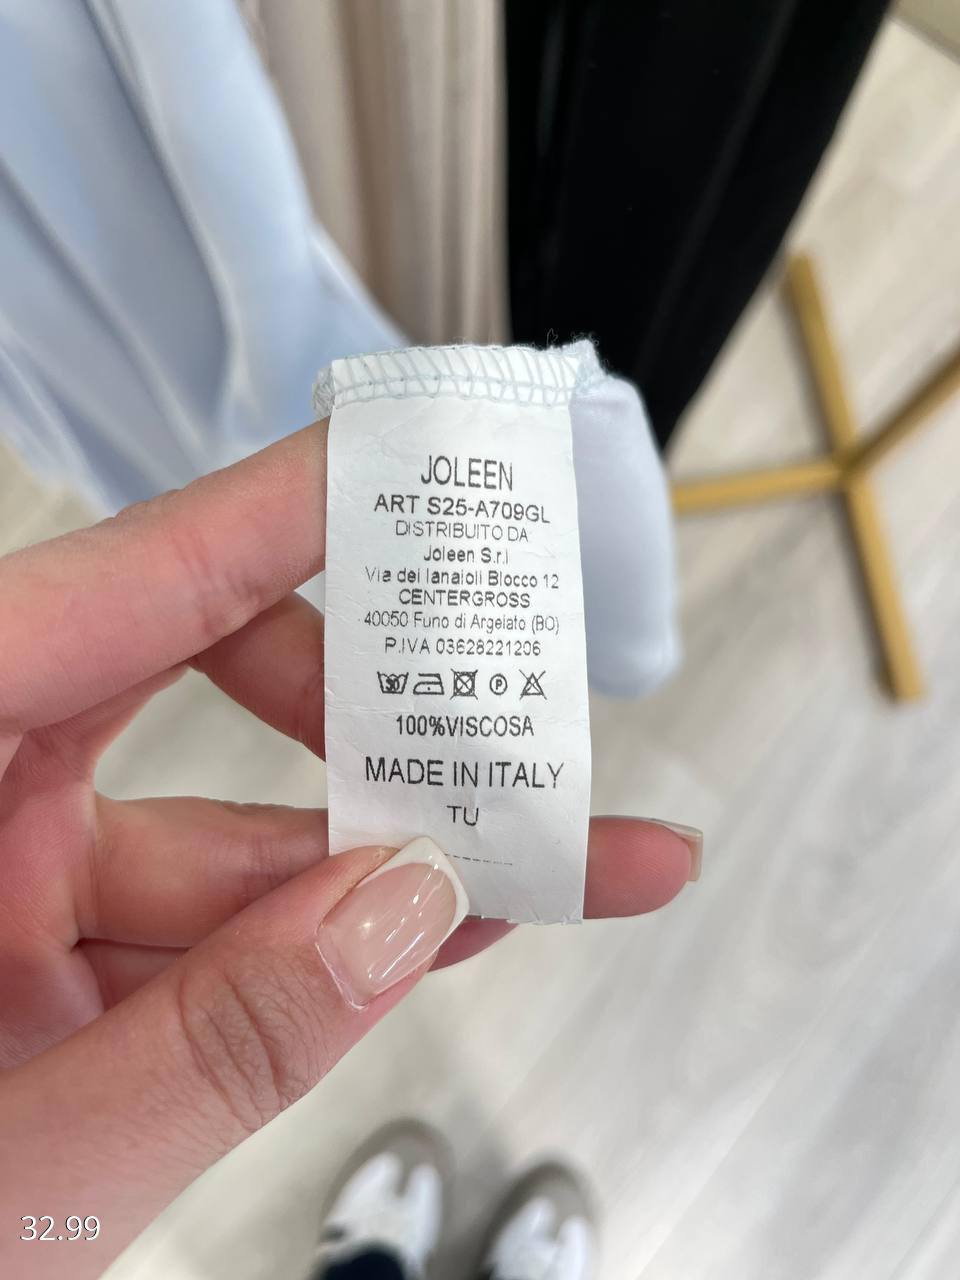 JOLEEN
ART S25-A709GL
DISTRIBUITO DA
Joleen S.r.l
Via dei lanaioli Blocco 12
CENTERGROSS
40050 Funo di Argelato (BO)
P.IVA 03628221206
30 P
100%VISCOSA
MADE IN ITALY
TU
32.99